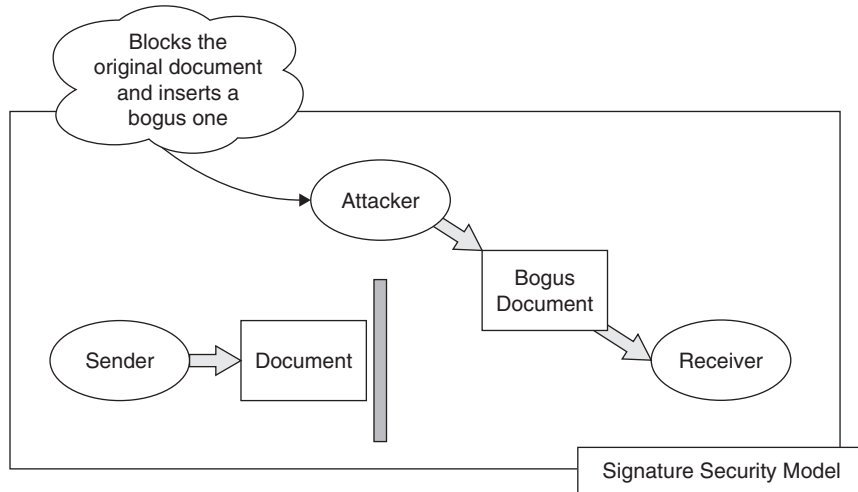 Blocks the
original document
and inserts a
bogus one
Attacker
Bogus
Document
Sender
Document
Receiver
Signature Security Model